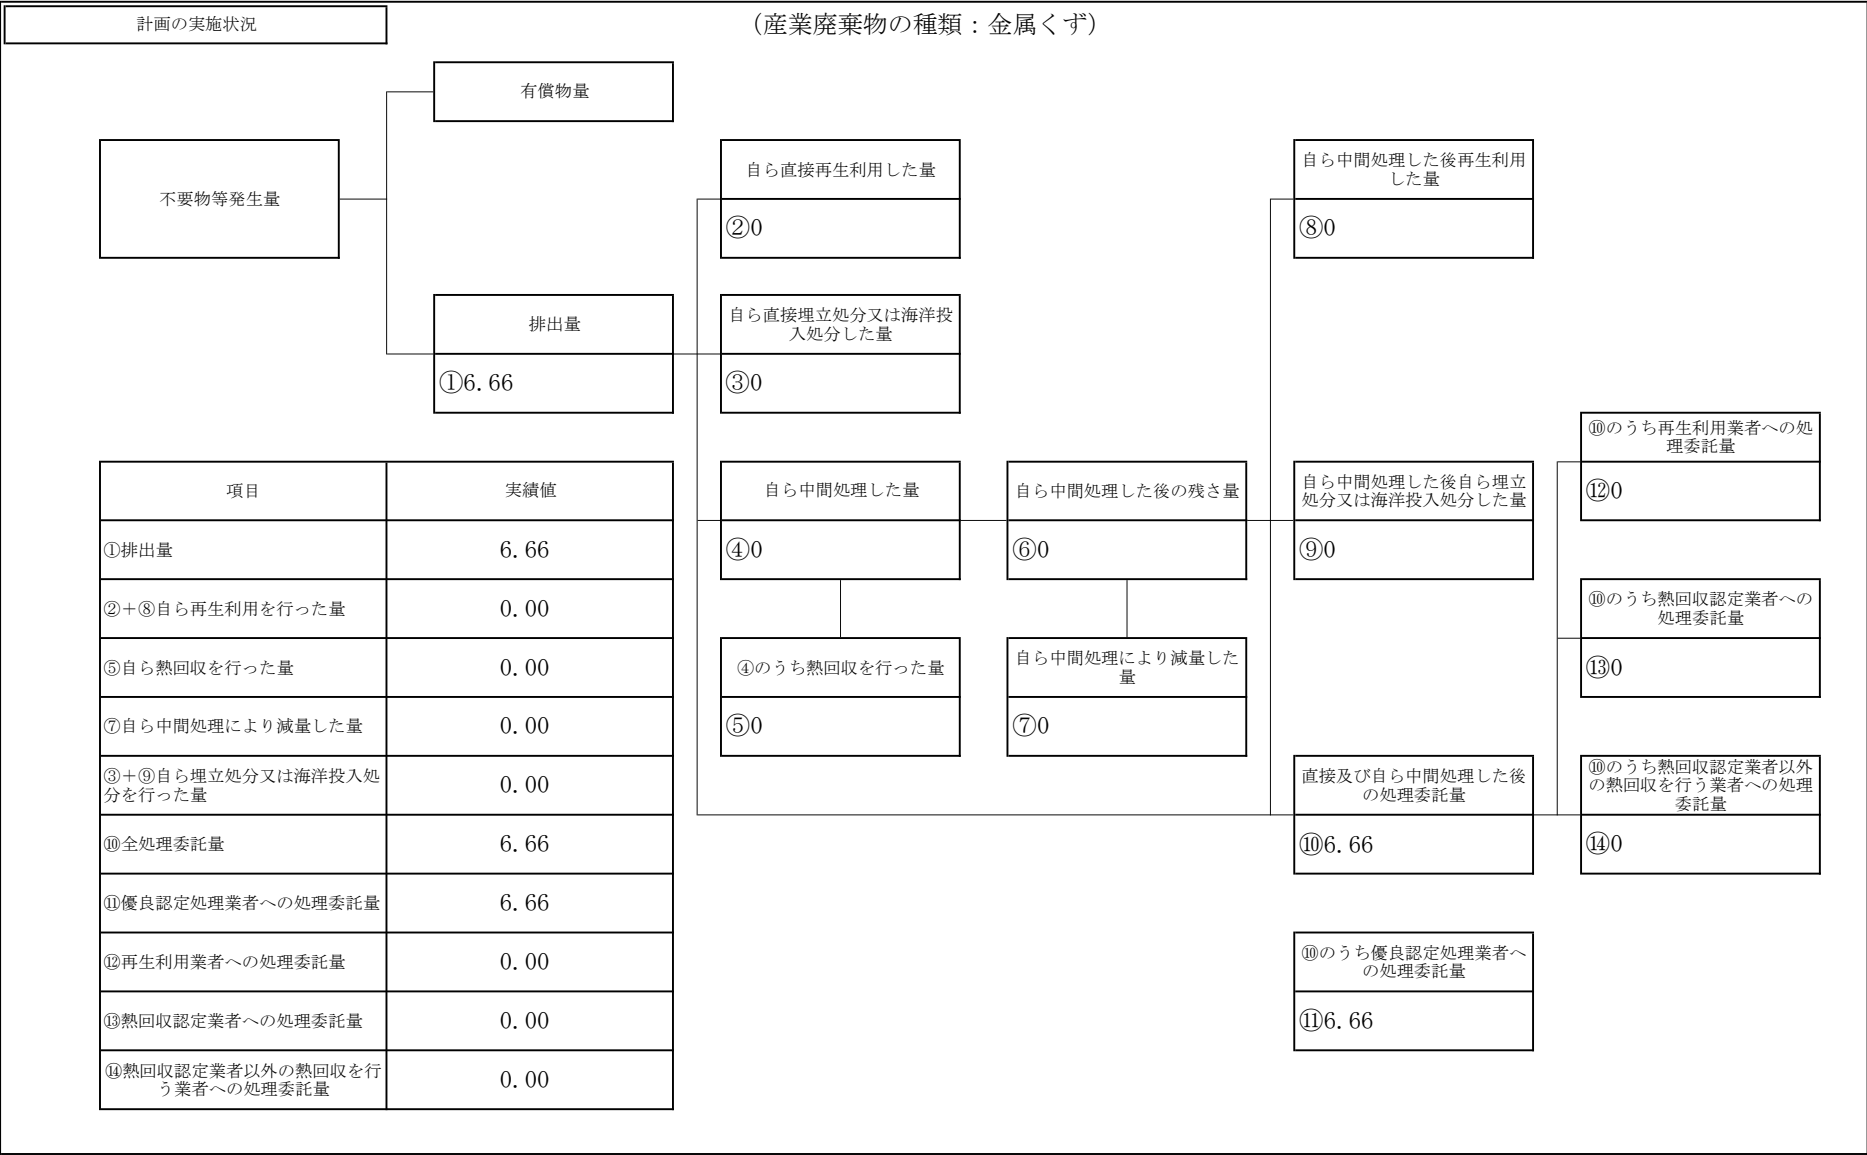 計画の実施状況
（産業廃棄物の種類：金属くず）
有償物量
不要物等発生量
自ら直接再生利用した量
②0
自ら中間処理した後再生利用
した量
⑧0
排出量
①6.66
自ら直接埋立処分又は海洋投
入処分した量
③0
⑩のうち再生利用業者への処
理委託量
⑫0
自ら中間処理した量
④0
自ら中間処理した後の残さ量
⑥0
自ら中間処理した後自ら埋立
処分又は海洋投入処分した量
⑨0
⑩のうち熱回収認定業者への
処理委託量
⑬0
④のうち熱回収を行った量
⑤0
自ら中間処理により減量した
量
⑦0
直接及び自ら中間処理した後
の処理委託量
⑩6.66
⑩のうち熱回収認定業者以外
の熱回収を行う業者への処理
委託量
⑭0
⑩のうち優良認定処理業者へ
の処理委託量
⑪6.66
項目 実績値
①排出量 6.66
②＋⑧自ら再生利用を行った量 0.00
⑤自ら熱回収を行った量 0.00
⑦自ら中間処理により減量した量 0.00
③＋⑨自ら埋立処分又は海洋投入処
分を行った量 0.00
⑩全処理委託量 6.66
⑪優良認定処理業者への処理委託量 6.66
⑫再生利用業者への処理委託量 0.00
⑬熱回収認定業者への処理委託量 0.00
⑭熱回収認定業者以外の熱回収を行
う業者への処理委託量 0.00